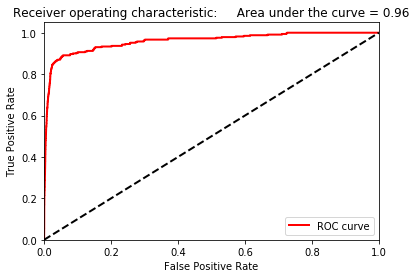 Receiver operating characteristic: Area under the curve = 0.96
1.0
0.8
0.6
0.4
0.2
0.0
True Positive Rate
ROC curve
0.0 0.2 0.4 0.6 0.8 1.0
False Positive Rate